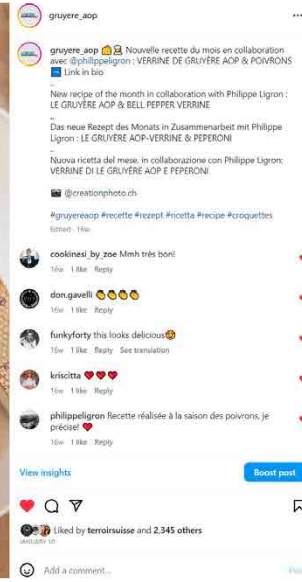 gruyere_aop
gruyere_aop Nouvelle recette du mois en collaboration
avec @philippeligron : VERRINE DE GRUYÈRE AOP & POIVRONS
Link in bio
..
New recipe of the month in collaboration with Philippe Ligron :
LE GRUYÈRE AOP & BELL PEPPER VERRINE
..
Das neue Rezept des Monats in Zusammenarbeit mit Philippe
Ligron : LE GRUYÈRE AOP-VERRINE & PEPERONI
..
Nuova ricetta del mese, in collaborazione con Philippe Ligron:
VERRINE DI LE GRUYÈRE AOP E PEPERONI
@creationphoto.ch
#gruyereaop #recette #rezept #ricetta #recipe #croquettes
Edited · 16w
cookinesi_by_zoe Mmh très bon!
16w 1 like Reply
don.gavelli 👏👏👏👏
16w 1 like Reply
funkyforty this looks delicious😍
16w 1 like Reply See translation
kriscitta ❤️❤️❤️
16w 1 like Reply
philippeligron Recette réalisée à la saison des poivrons, je
précise! ❤️
16w 1 like Reply
View insights
Boost post
Liked by terroirsuisse and 2,345 others
JANUARY 10
Add a comment...